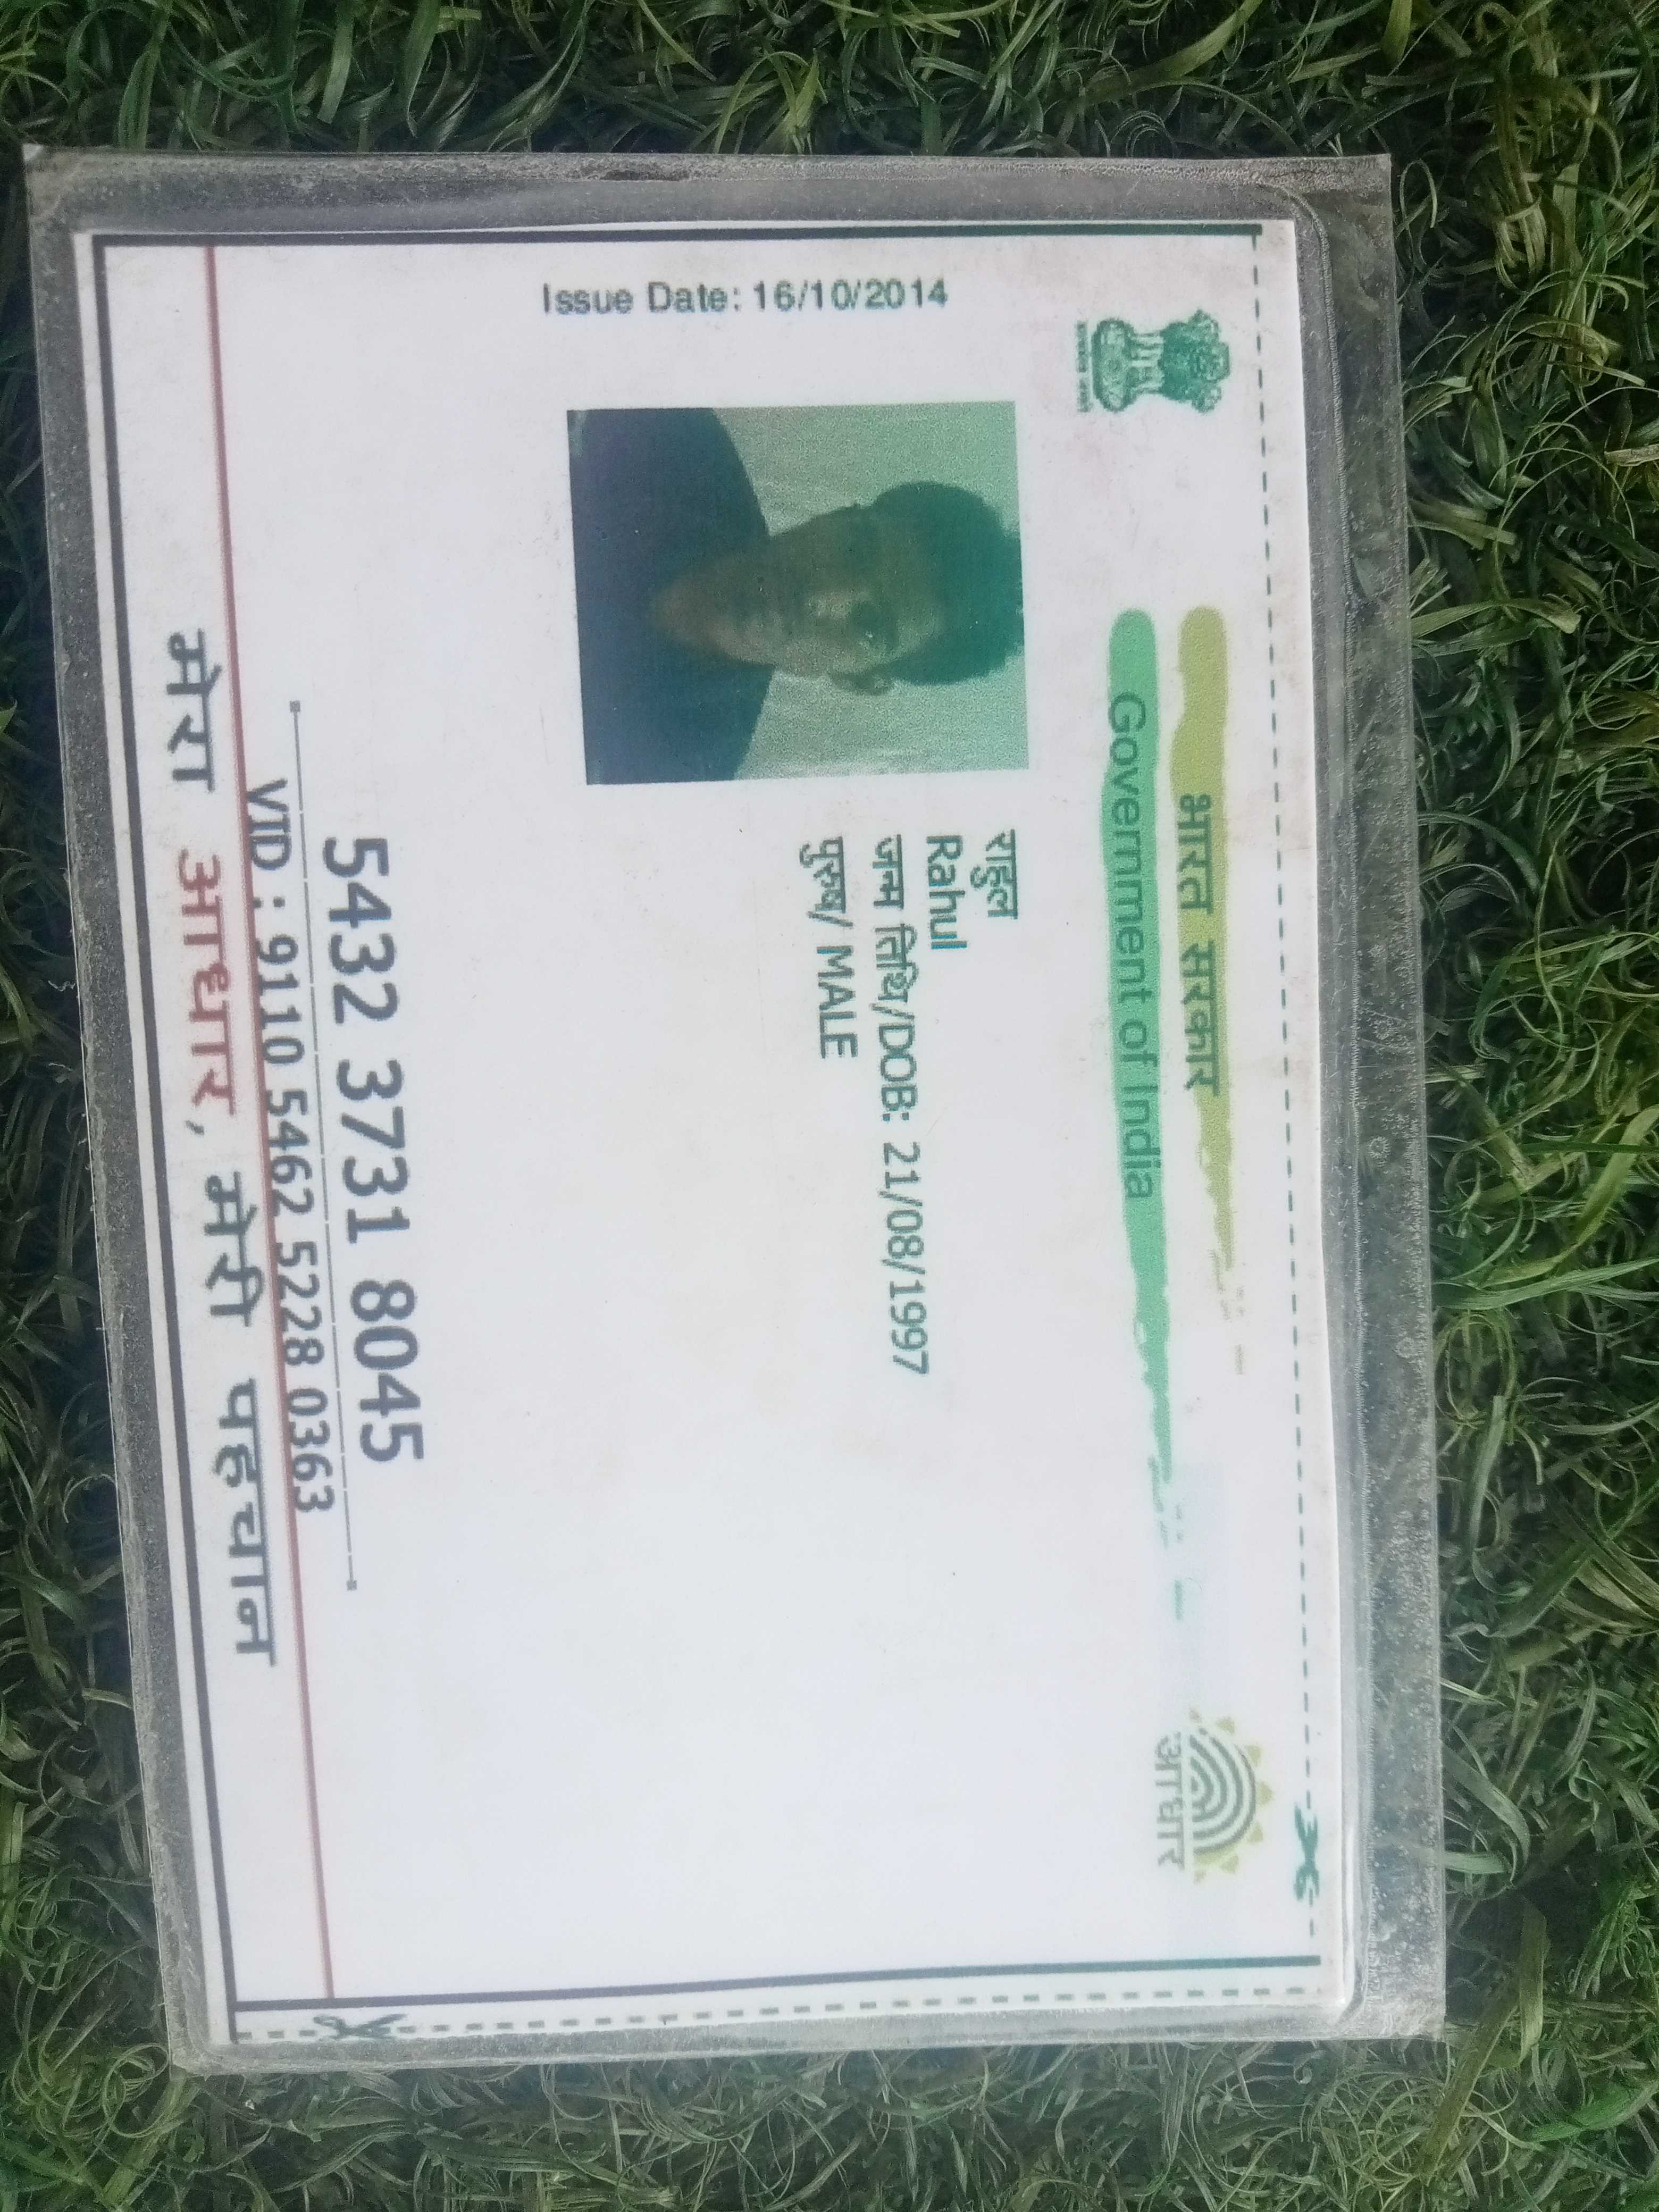 भारत सरकार
Government of India
आधार
Issue Date: 16/10/2014
राहुल
Rahul
जन्म तिथि/DOB: 21/08/1997
पुरुष/ MALE
5432 3731 8045
VID : 9110 5462 5228 0363
मेरा आधार, मेरी पहचान